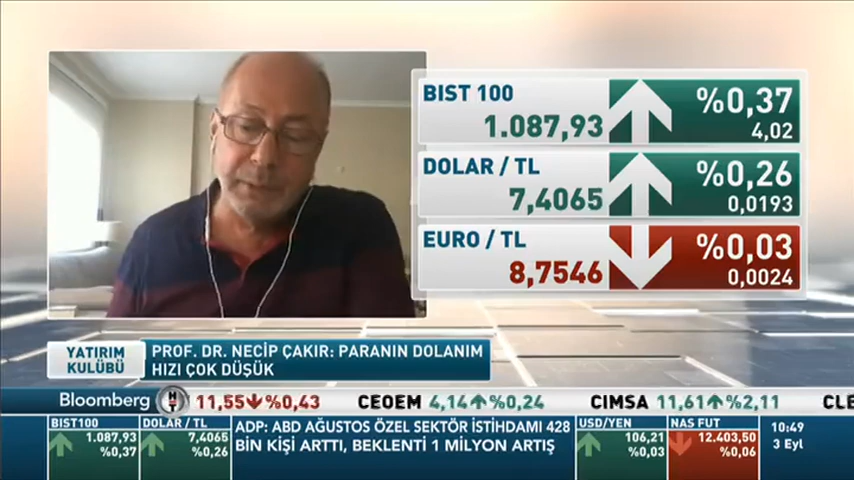 BIST 100
1.087,93
%0,37
4,02
DOLAR / TL
7,4065
%0,26
0,0193
EURO / TL
8,7546
%0,03
0,0024
YATIRIM
KULÜBÜ
PROF. DR. NECİP ÇAKIR: PARANIN DOLANIM
HIZI ÇOK DÜŞÜK
Bloomberg HT 11,55 %0,43 CEOEM 4,14 %0,24 CIMSA 11,61 %2,11 CLE
BIST100
1.087,93
%0,37
DOLAR / TL
7,4065
%0,26
ADP: ABD AĞUSTOS ÖZEL SEKTÖR İSTİHDAMI 428
BİN KİŞİ ARTTI, BEKLENTİ 1 MİLYON ARTIŞ
USD/YEN
106,21
%0,03
NAS FUT
12.403,50
%0,06
10:49
3 Eyl